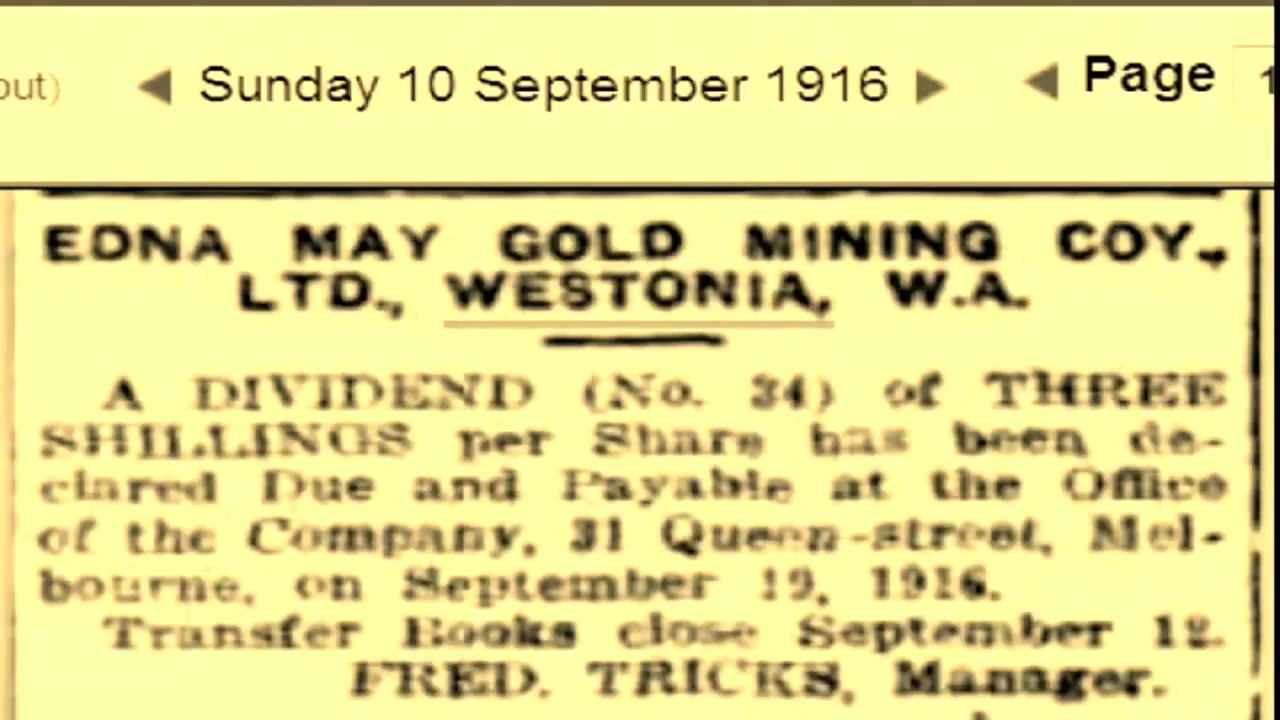 out) ◀ Sunday 10 September 1916 ▶ ◀ Page 1
EDNA MAY GOLD MINING COY.,
LTD., WESTONIA, W.A.
A DIVIDEND (No. 34) of THREE
SHILLINGS per Share has been de-
clared Due and Payable at the Office
of the Company, 31 Queen-street, Mel-
bourne, on September 19, 1916.
Transfer Books close September 12.
FRED. TRICKS, Manager.